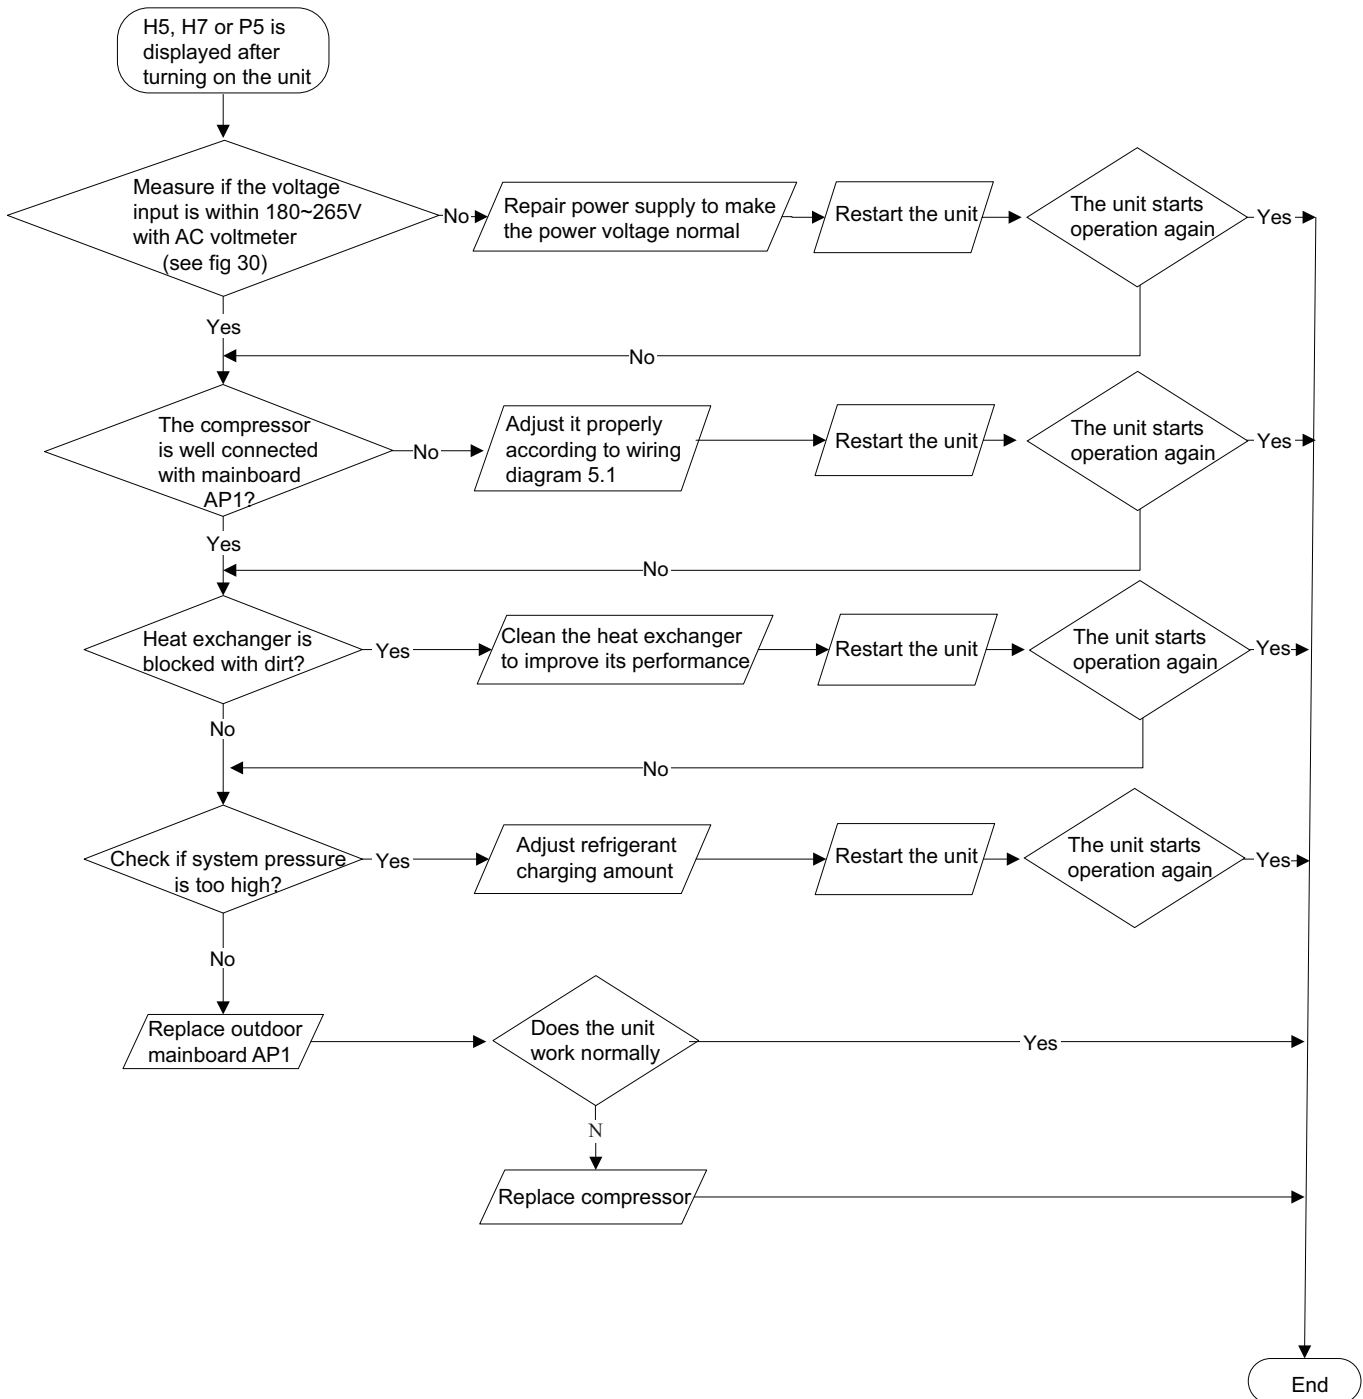 H5, H7 or P5 is
displayed after
turning on the unit
Measure if the voltage
input is within 180~265V
with AC voltmeter
(see fig 30)
No
Repair power supply to make
the power voltage normal
Restart the unit
The unit starts
operation again
Yes
Yes
No
The compressor
is well connected
with mainboard
AP1?
No
Adjust it properly
according to wiring
diagram 5.1
Restart the unit
The unit starts
operation again
Yes
Yes
No
Heat exchanger is
blocked with dirt?
Yes
Clean the heat exchanger
to improve its performance
Restart the unit
The unit starts
operation again
Yes
No
No
Check if system pressure
is too high?
Yes
Adjust refrigerant
charging amount
Restart the unit
The unit starts
operation again
Yes
No
Replace outdoor
mainboard AP1
Does the unit
work normally
Yes
N
Replace compressor
End